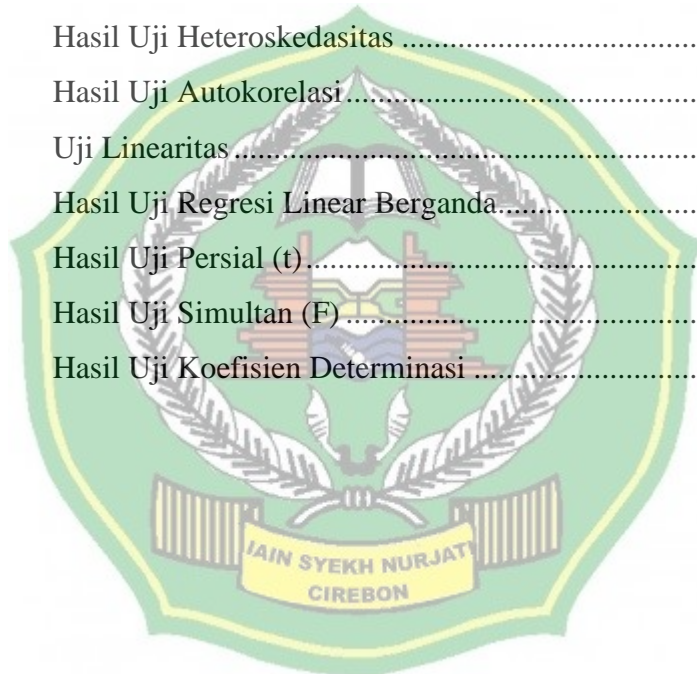 Hasil Uji Heteroskedasitas ....................................
Hasil Uji Autokorelasi...........................................
Uji Linearitas.........................................................
Hasil Uji Regresi Linear Berganda.........................
Hasil Uji Persial (t)................................................
Hasil Uji Simultan (F)...........................................
Hasil Uji Koefisien Determinasi ...........................
IAIN SYEKH NURJATI
CIREBON